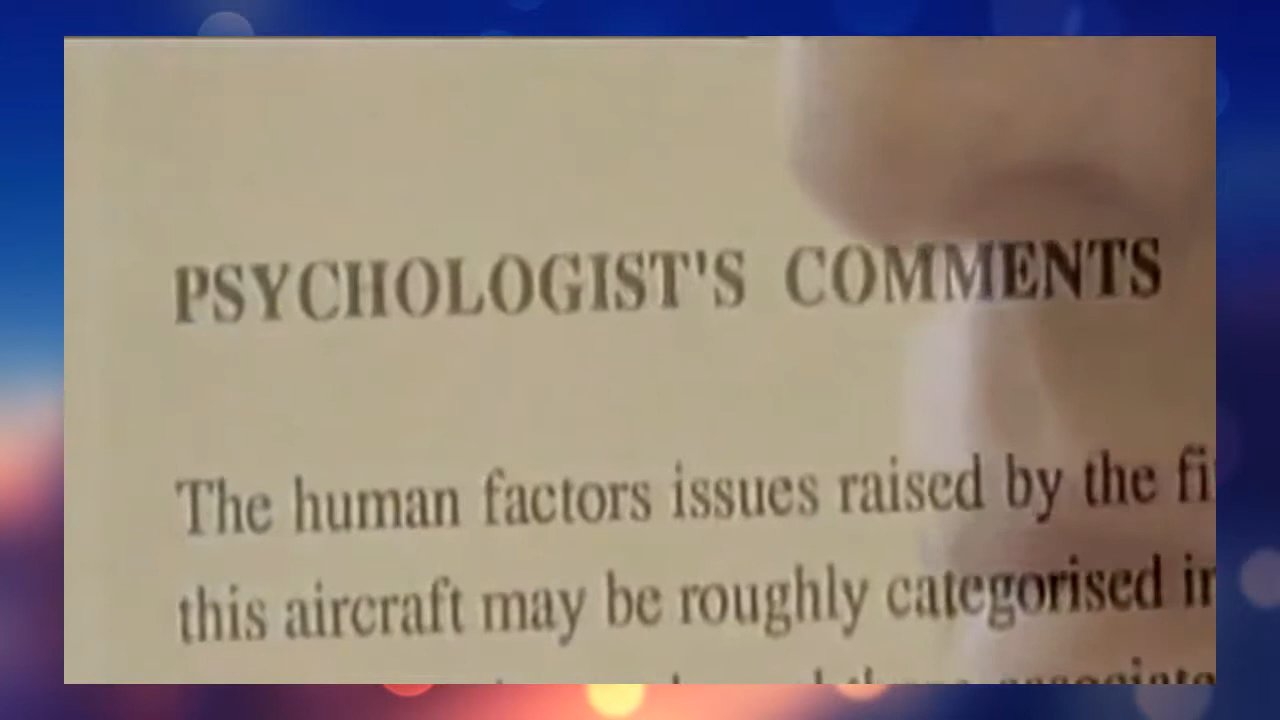 PSYCHOLOGIST'S COMMENTS
The human factors issues raised by the
this aircraft may be roughly categorised